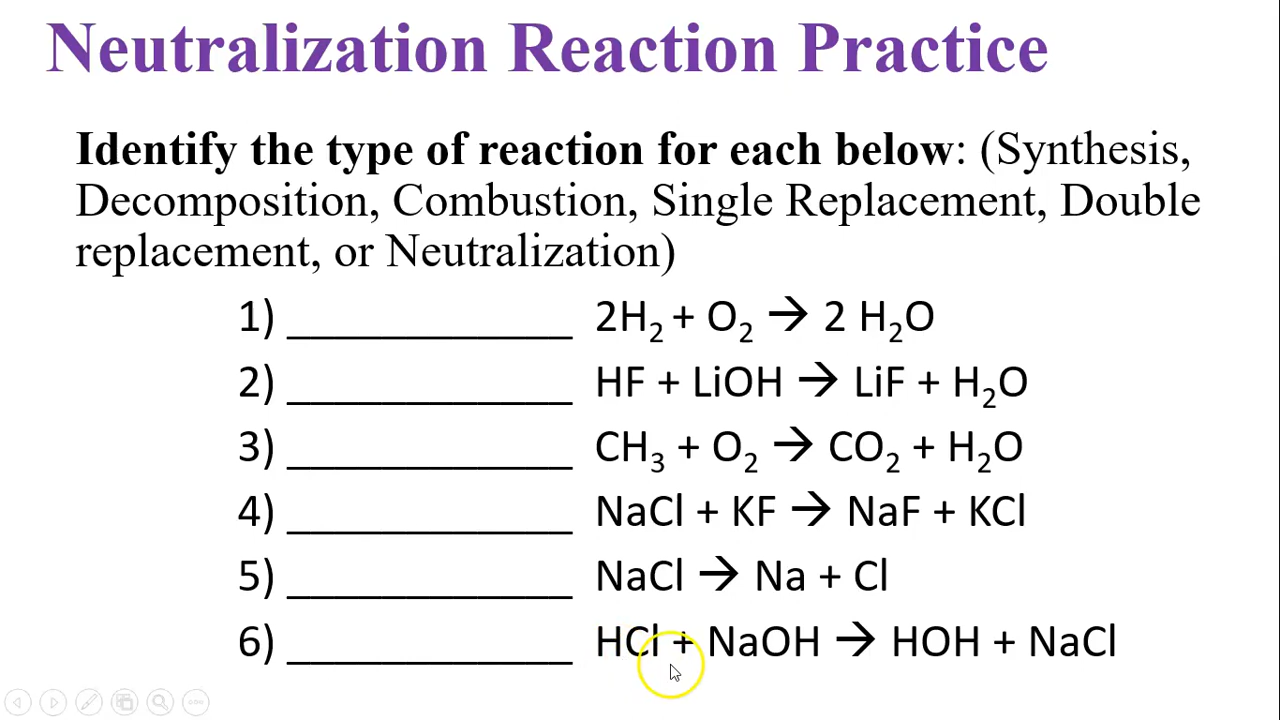 Neutralization Reaction Practice
Identify the type of reaction for each below: (Synthesis,
Decomposition, Combustion, Single Replacement, Double
replacement, or Neutralization)
1) _____________ 2H₂ + O₂ → 2 H₂O
2) _____________ HF + LiOH → LiF + H₂O
3) _____________ CH₃ + O₂ → CO₂ + H₂O
4) _____________ NaCl + KF → NaF + KCl
5) _____________ NaCl → Na + Cl
6) _____________ HCl + NaOH → HOH + NaCl